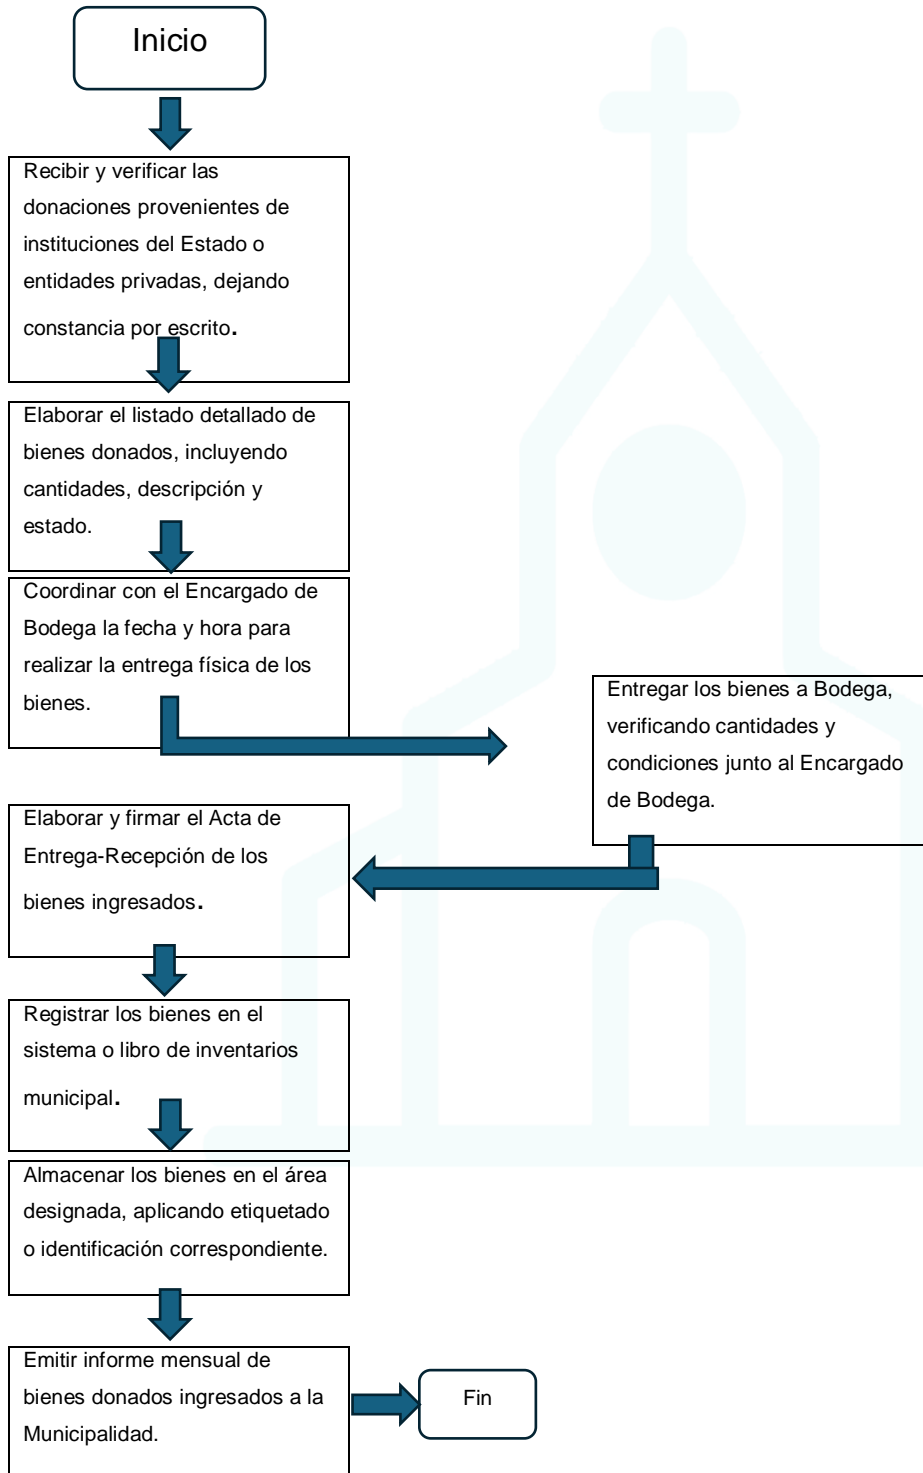 Inicio
Recibir y verificar las
donaciones provenientes de
instituciones del Estado o
entidades privadas, dejando
constancia por escrito.
Elaborar el listado detallado de
bienes donados, incluyendo
cantidades, descripción y
estado.
Coordinar con el Encargado de
Bodega la fecha y hora para
realizar la entrega física de los
bienes.
Entregar los bienes a Bodega,
verificando cantidades y
condiciones junto al Encargado
de Bodega.
Elaborar y firmar el Acta de
Entrega-Recepción de los
bienes ingresados.
Registrar los bienes en el
sistema o libro de inventarios
municipal.
Almacenar los bienes en el área
designada, aplicando etiquetado
o identificación correspondiente.
Emitir informe mensual de
bienes donados ingresados a la
Municipalidad.
Fin